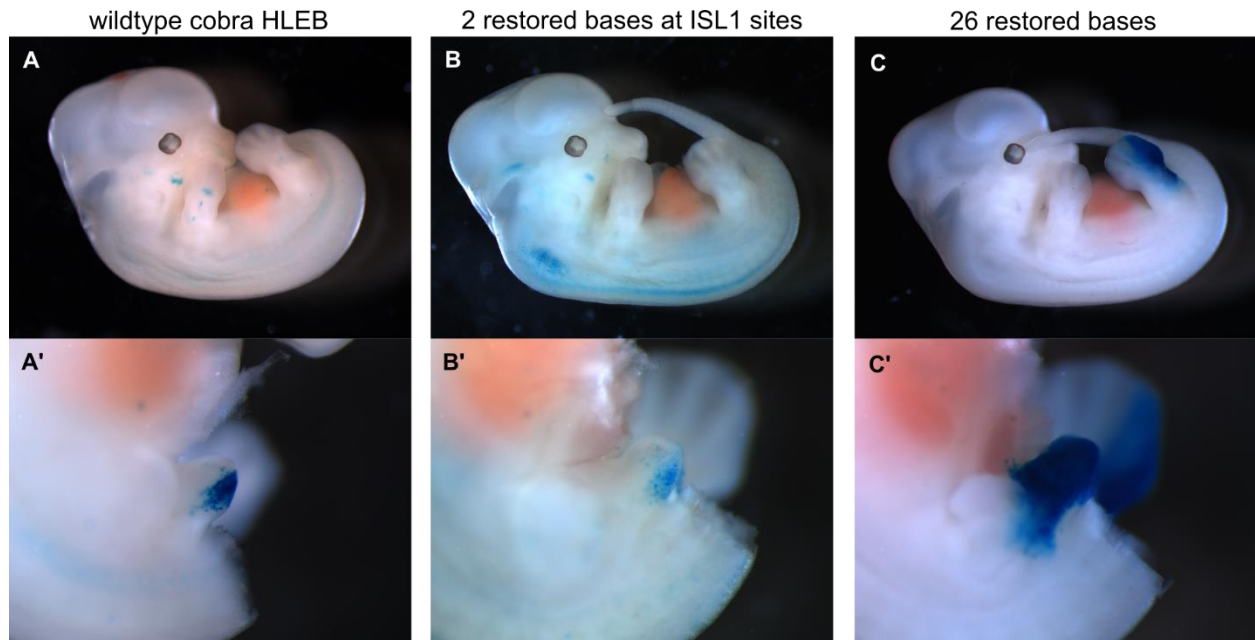 wildtype cobra HLEB
2 restored bases at ISL1 sites
26 restored bases
A
B
C
A'
B'
C'